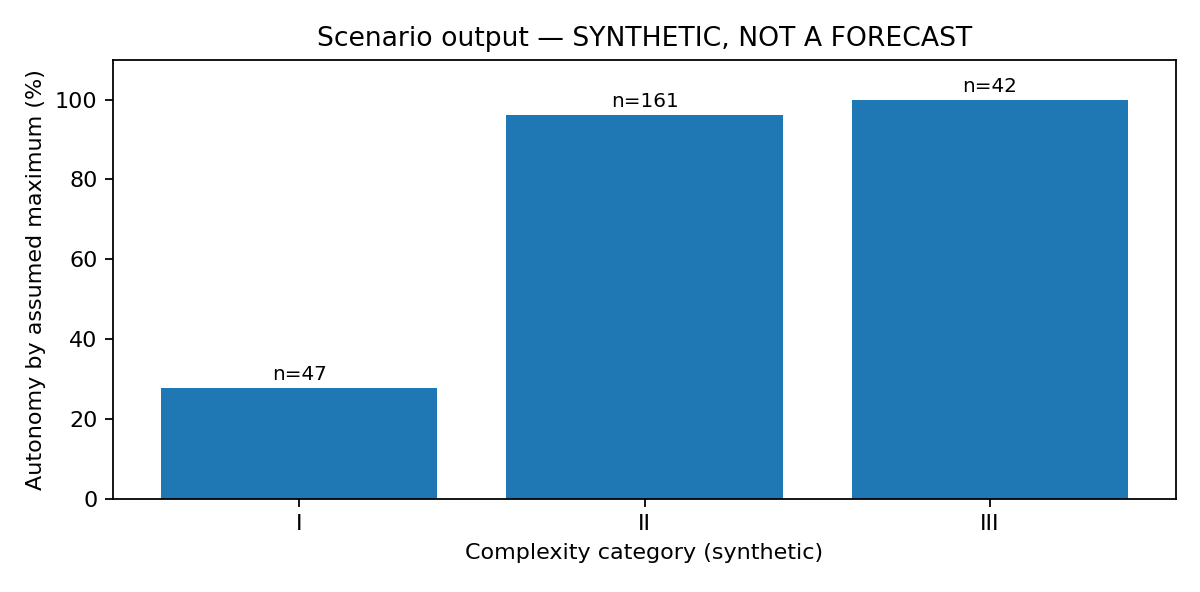 Scenario output — SYNTHETIC, NOT A FORECAST
Autonomy by assumed maximum (%)
100
80
60
40
20
0
n=47
n=161
n=42
I
II
III
Complexity category (synthetic)